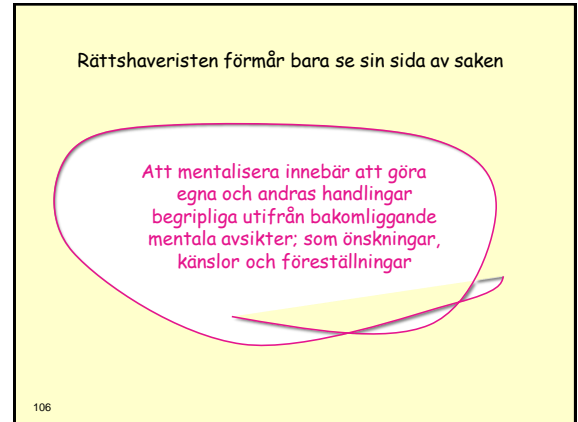 Rättshaveristen förmår bara se sin sida av saken
Att mentalisera innebär att göra
egna och andras handlingar
begripliga utifrån bakomliggande
mentala avsikter; som önskningar,
känslor och föreställningar
106